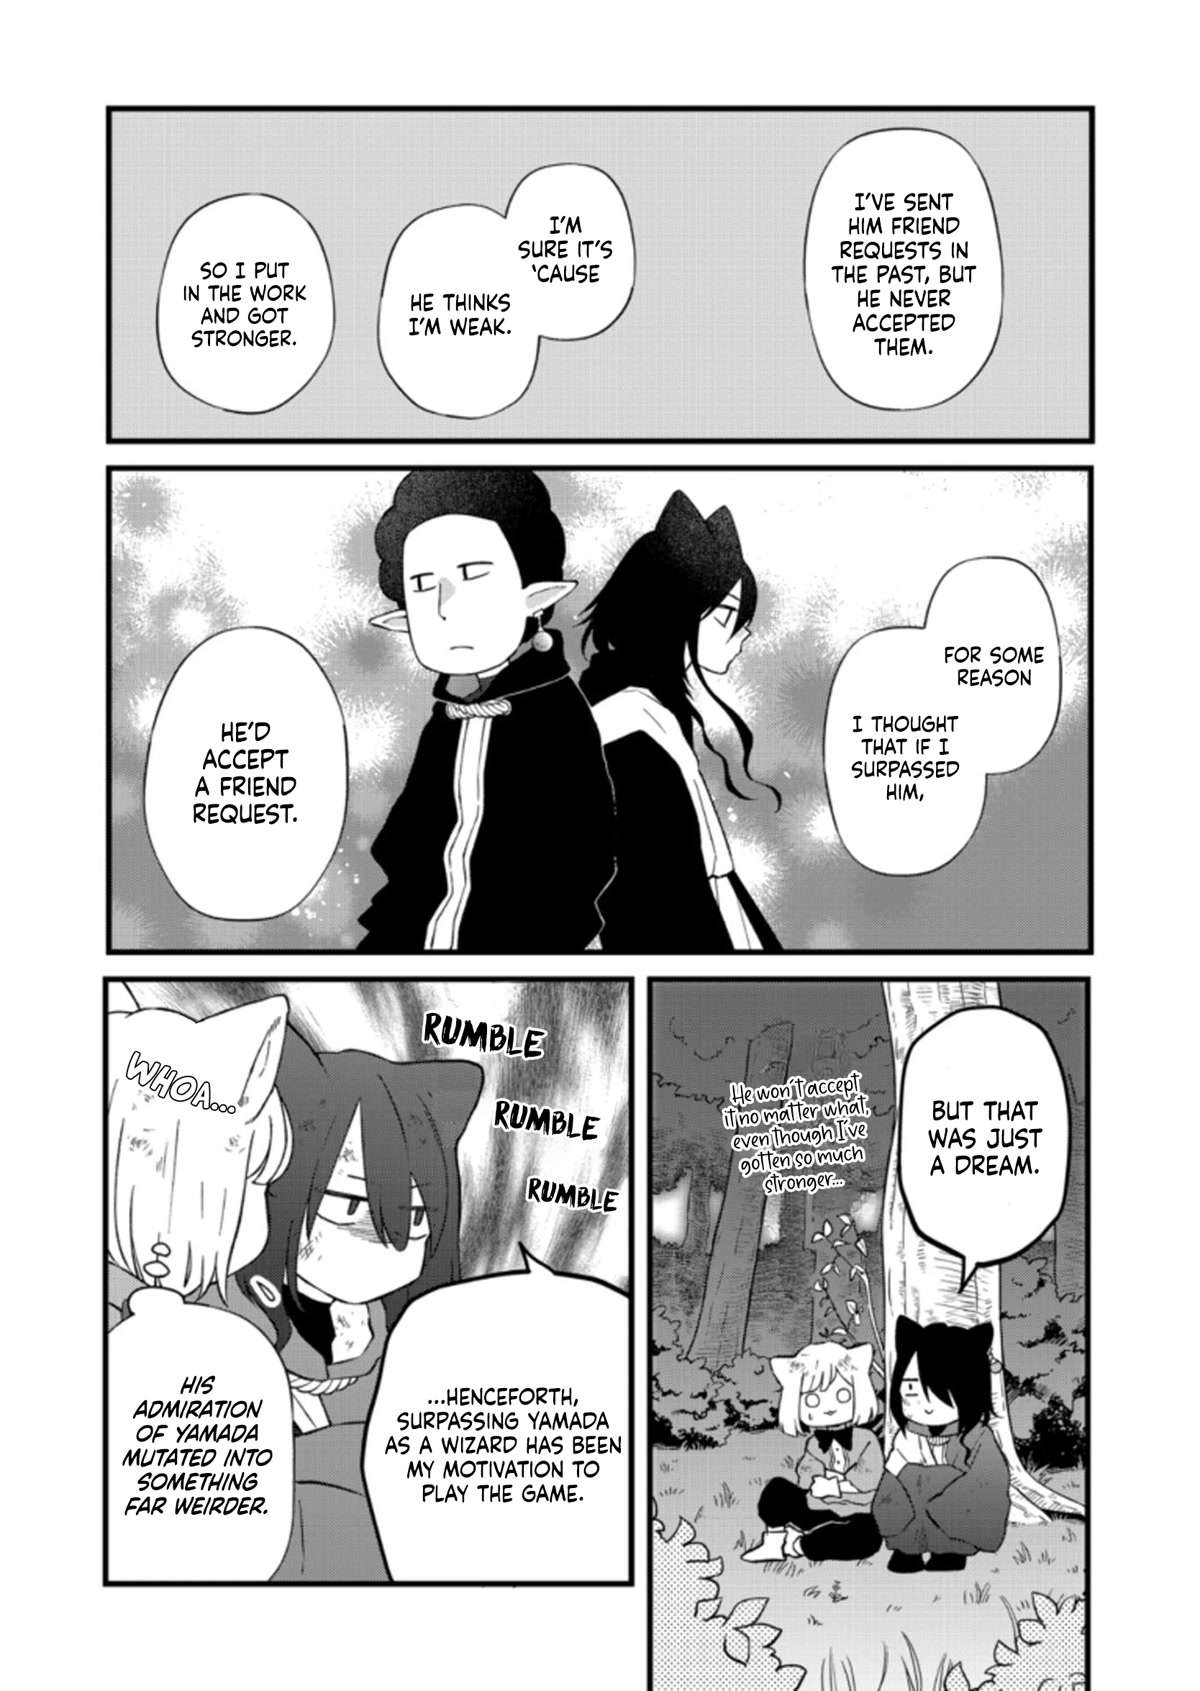 I'VE SENT
HIM FRIEND
REQUESTS IN
THE PAST, BUT
HE NEVER
ACCEPTED
THEM.
I'M
SURE IT'S
'CAUSE
HE THINKS
I'M WEAK.
SO I PUT
IN THE WORK
AND GOT
STRONGER.
FOR SOME
REASON
I THOUGHT
THAT IF I
SURPASSED
HIM,
HE'D
ACCEPT
A FRIEND
REQUEST.
BUT THAT
WAS JUST
A DREAM.
He won't accept
it no matter what,
even though I've
gotten so much
stronger...
RUMBLE
RUMBLE
RUMBLE
WHOA...
...HENCEFORTH,
SURPASSING YAMADA
AS A WIZARD HAS BEEN
MY MOTIVATION TO
PLAY THE GAME.
HIS
ADMIRATION
OF YAMADA
MUTATED INTO
SOMETHING
FAR WEIRDER.